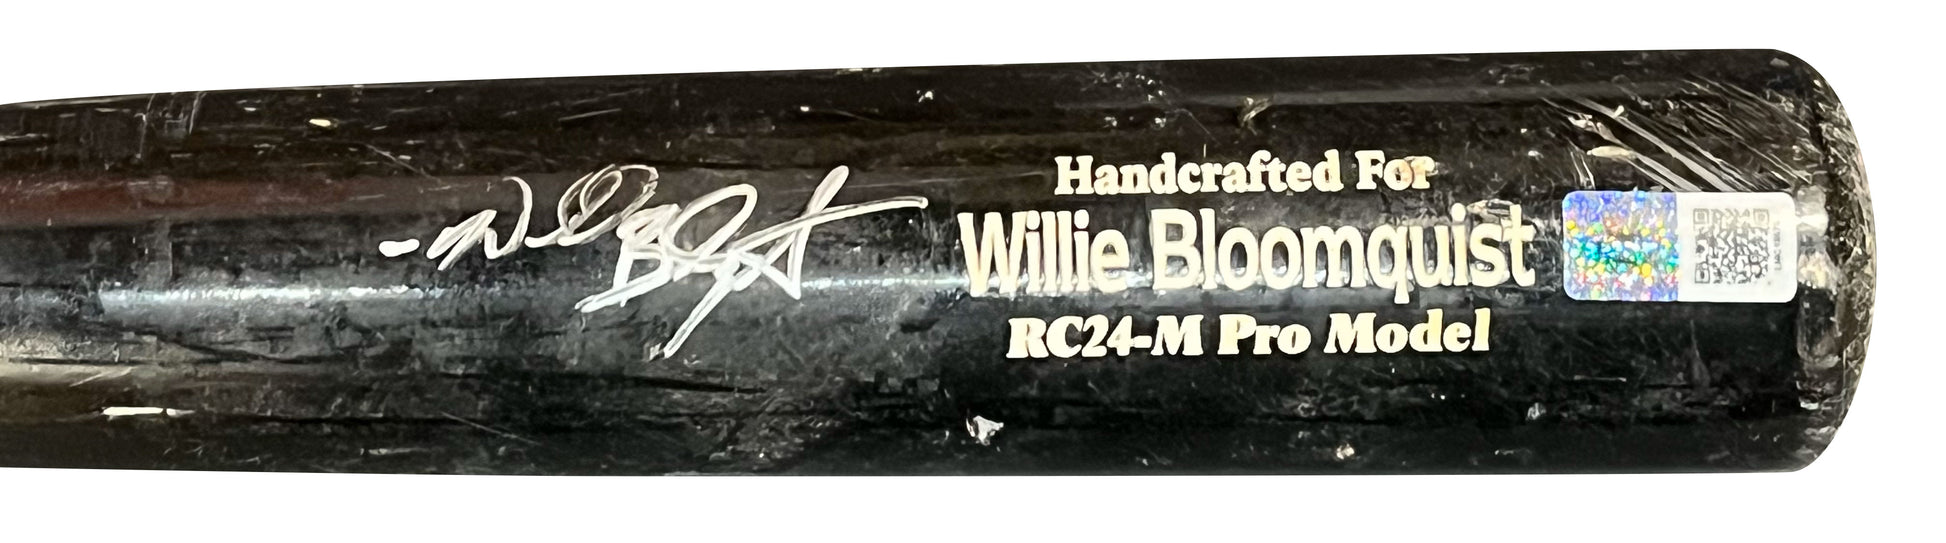 Handcrafted For
Willie Bloomquist
RC24-M Pro Model